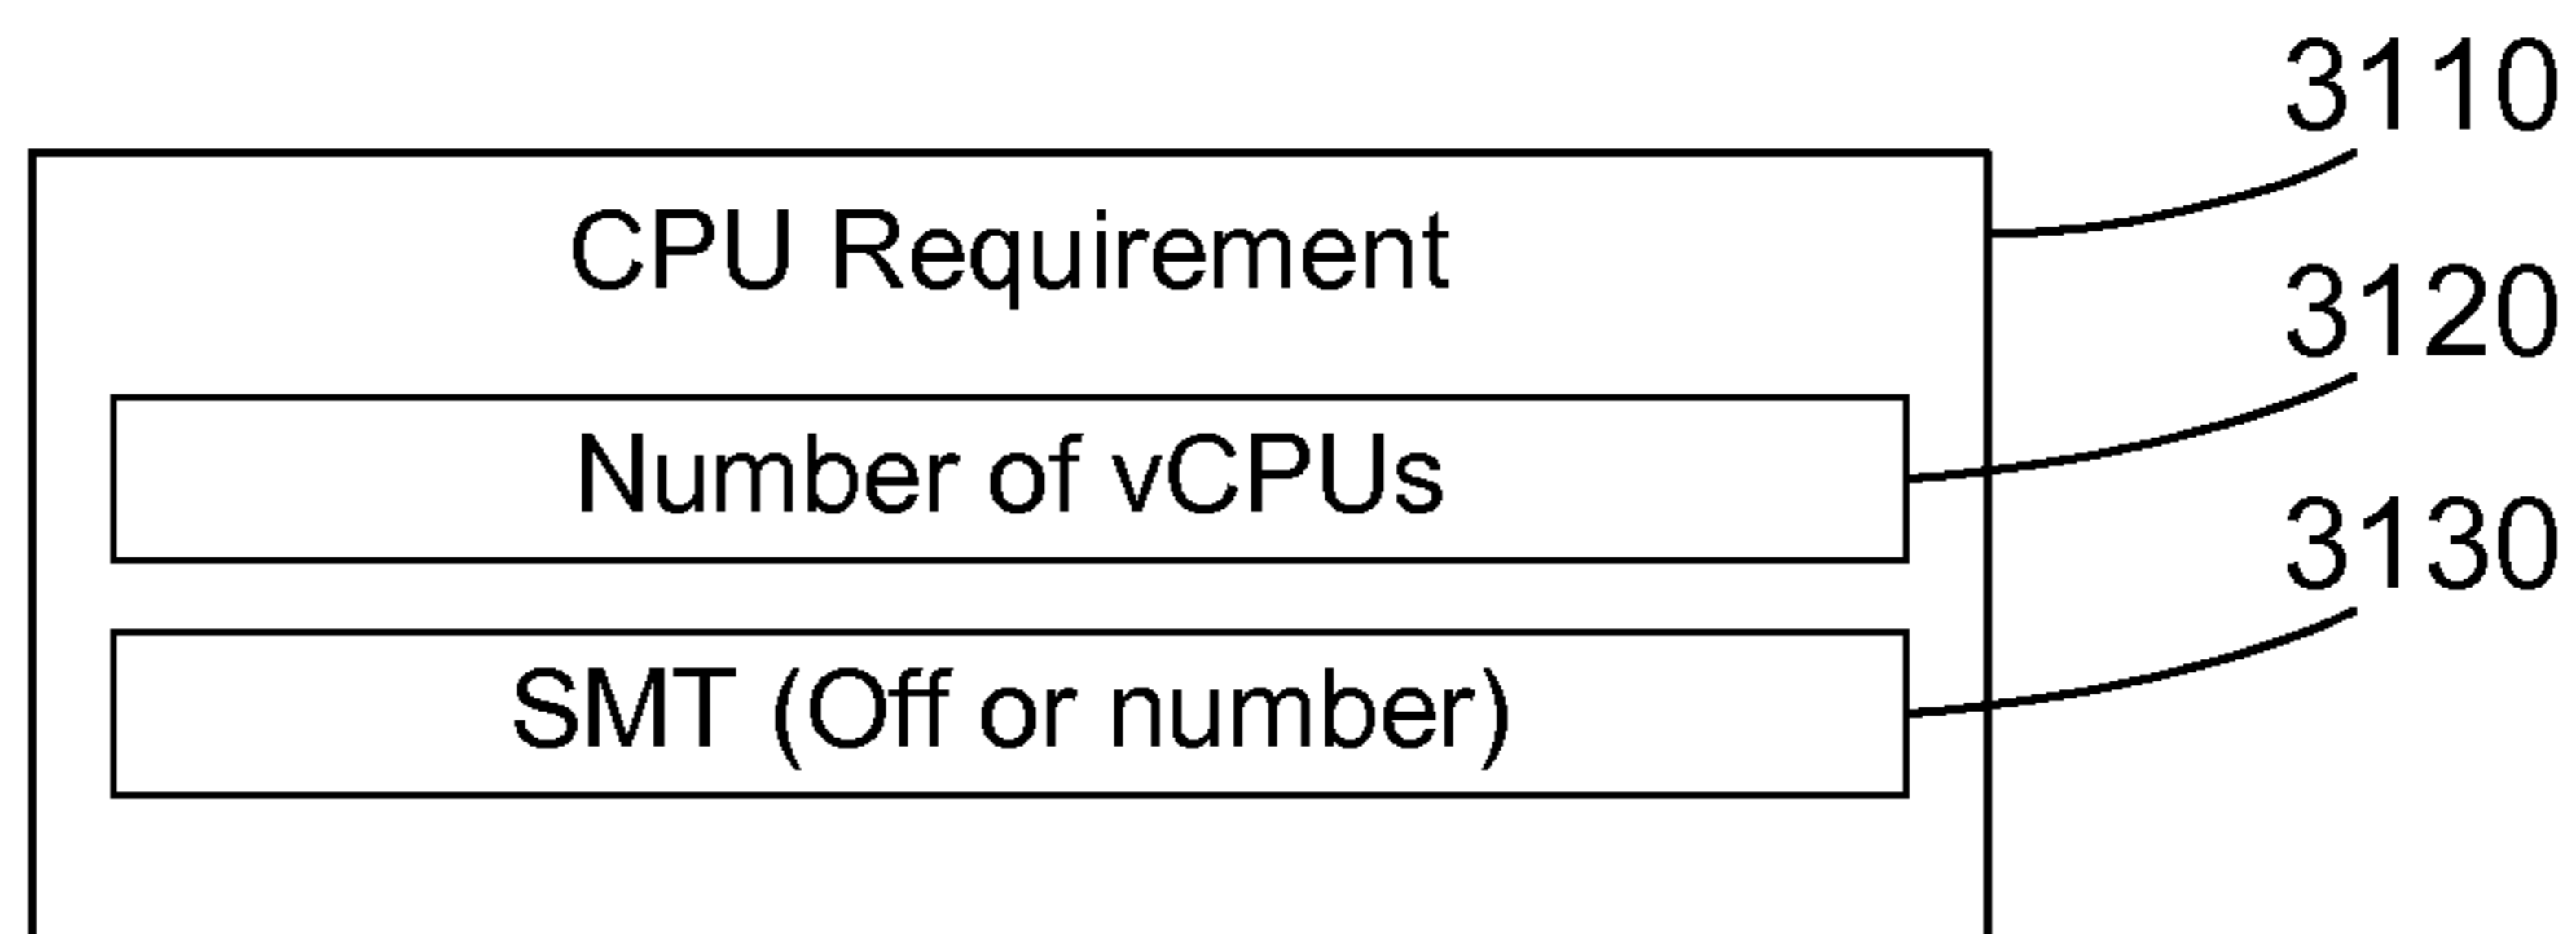 3110
CPU Requirement
3120
Number of vCPUs
3130
SMT (Off or number)